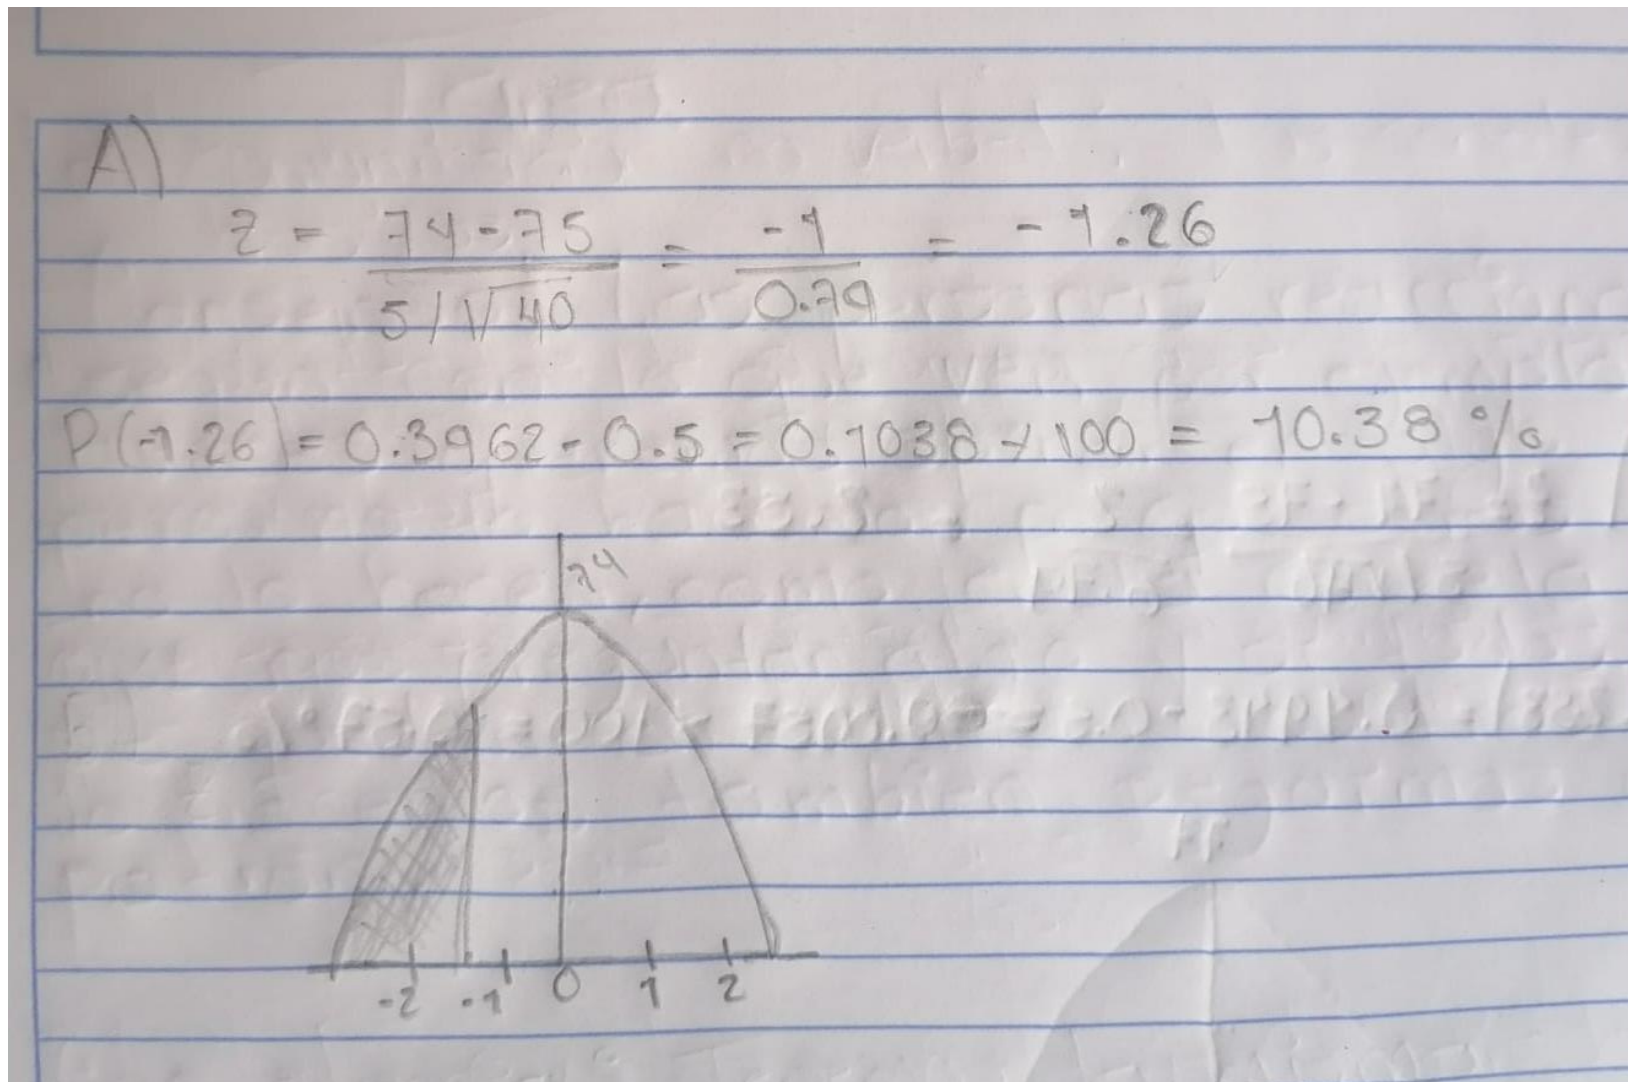 A)
z = 74-75 / 5/√40 = -1 / 0.79 = -1.26
P(-1.26) = 0.3962 - 0.5 = 0.1038 * 100 = 10.38 %
74
-2 -1 0 1 2